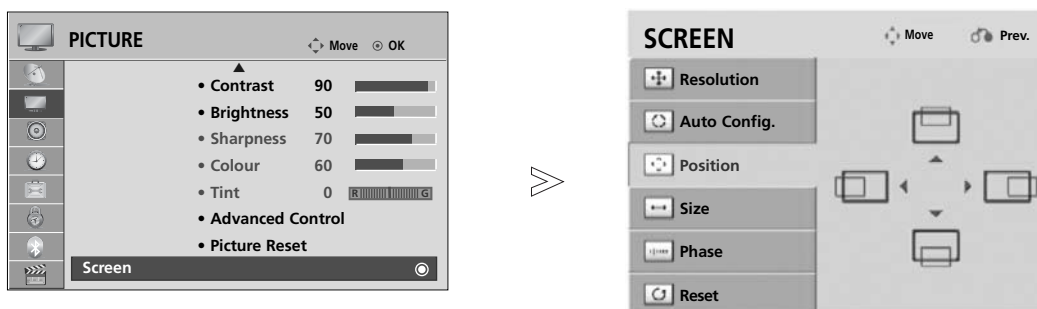 PICTURE
Move OK
• Contrast 90
• Brightness 50
• Sharpness 70
• Colour 60
• Tint 0 R G
• Advanced Control
• Picture Reset
Screen
SCREEN
Move Prev.
Resolution
Auto Config.
Position
Size
Phase
Reset